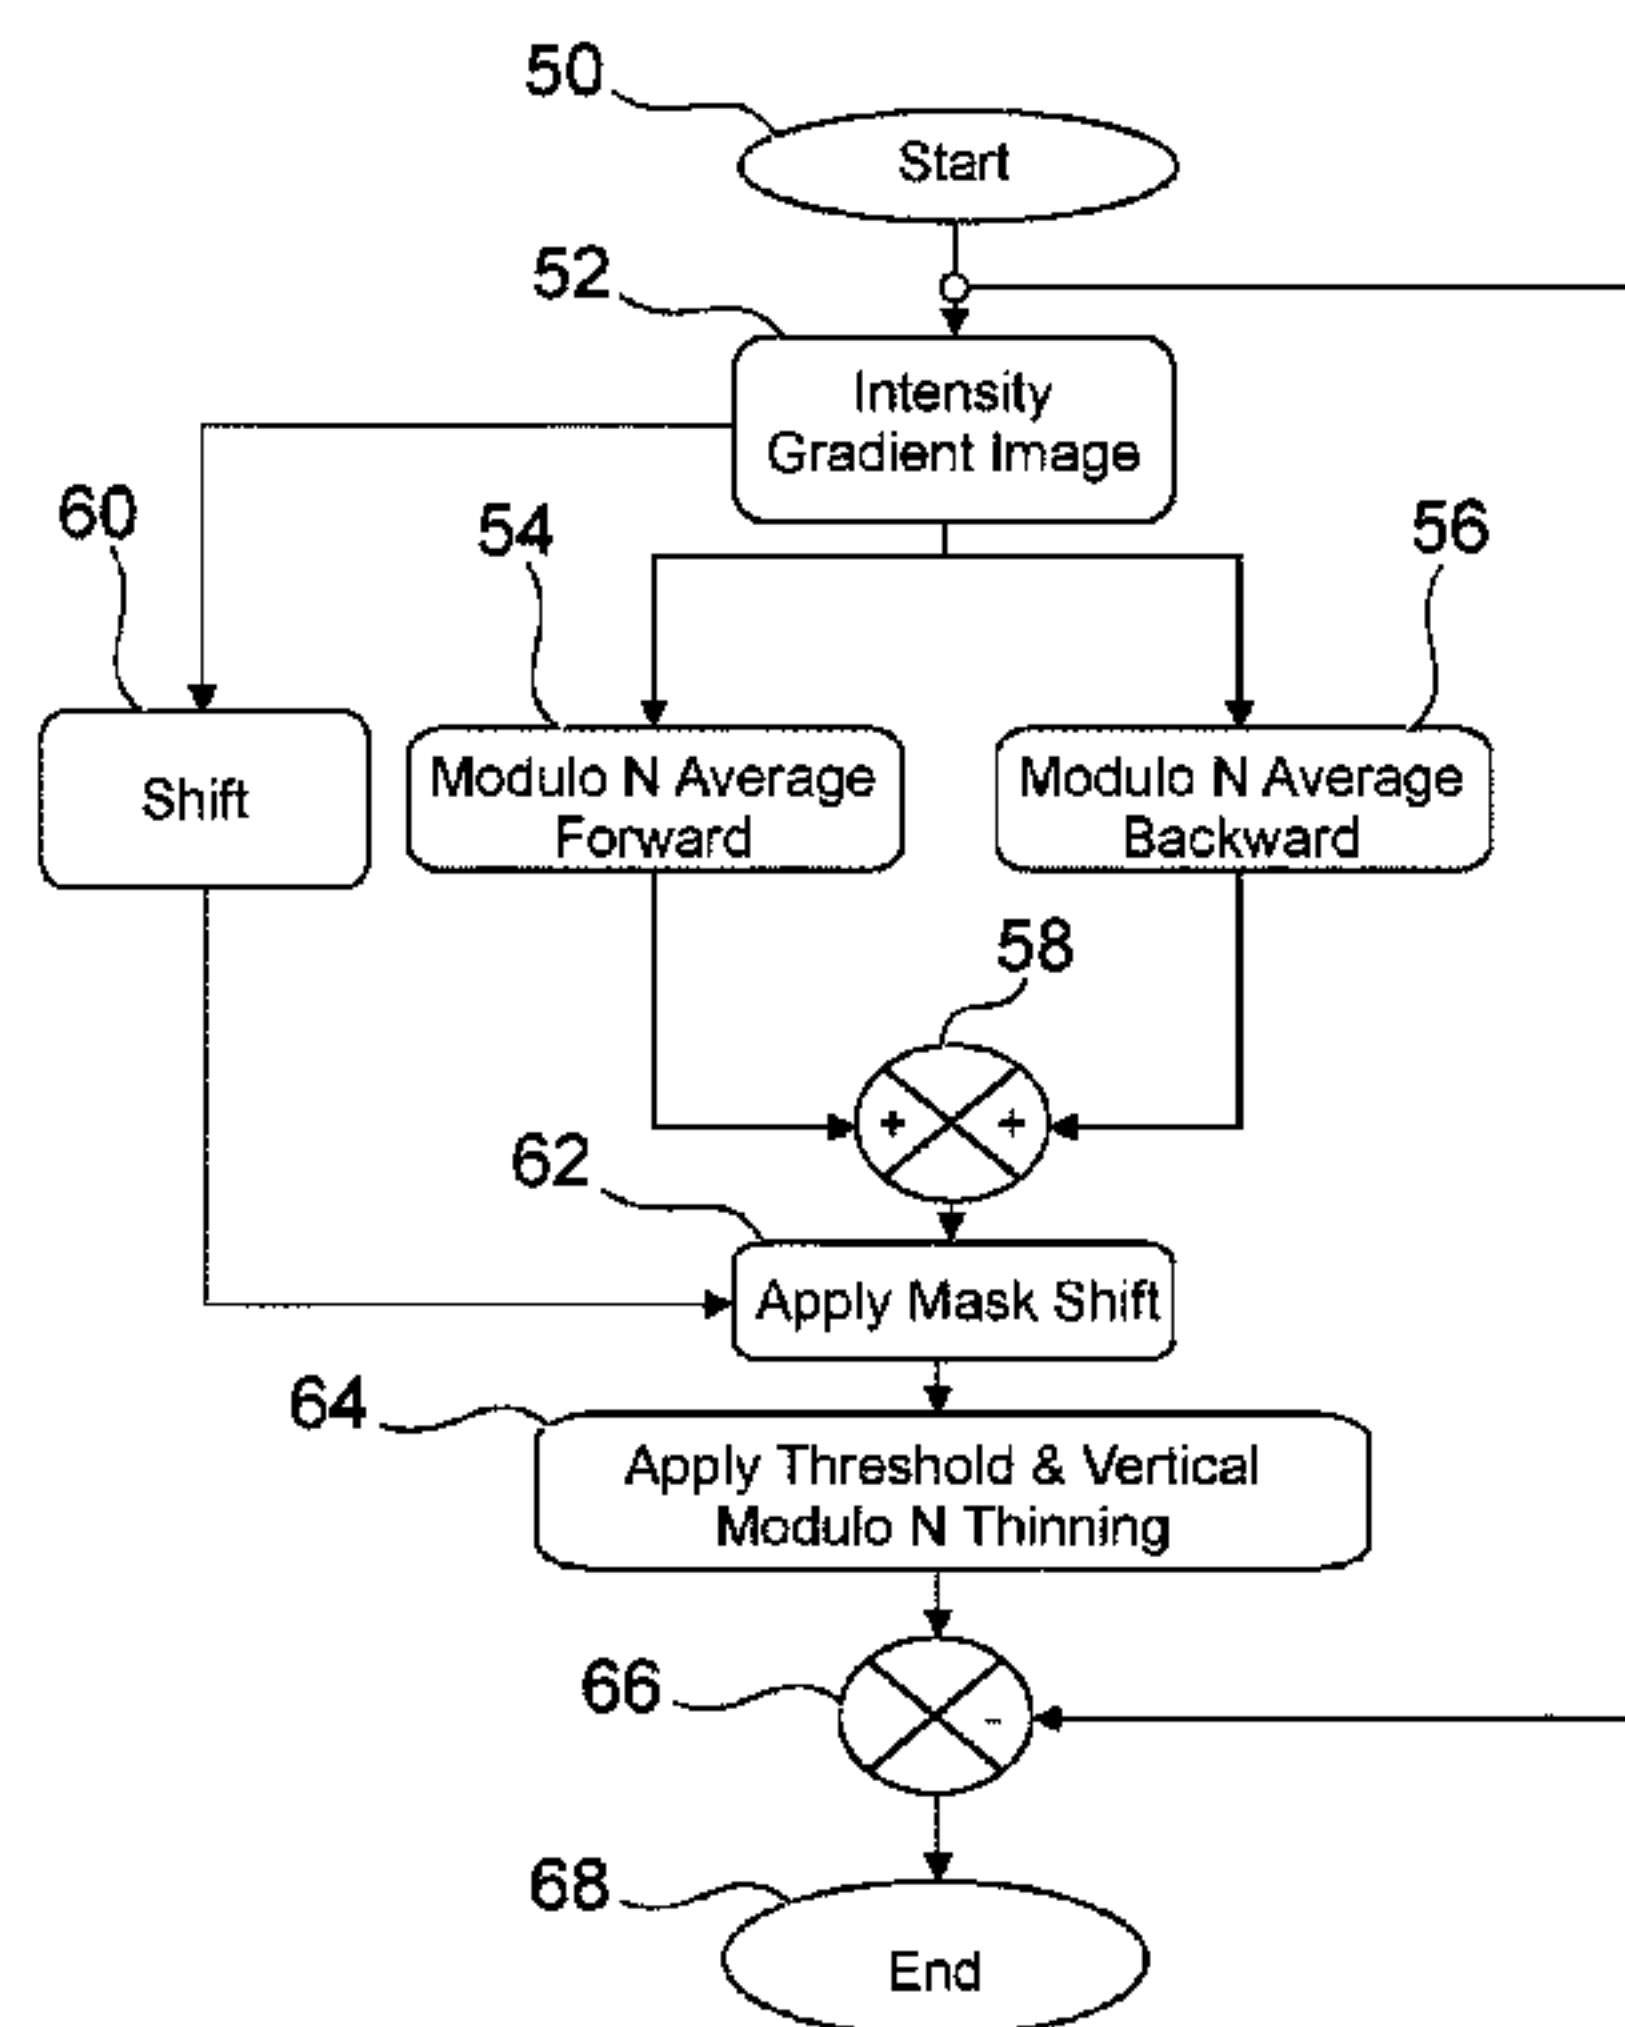 50
Start
52
Intensity
Gradient Image
60
54
56
Shift
Modulo N Average
Forward
Modulo N Average
Backward
58
+ +
62
Apply Mask Shift
64
Apply Threshold & Vertical
Modulo N Thinning
66
-
68
End